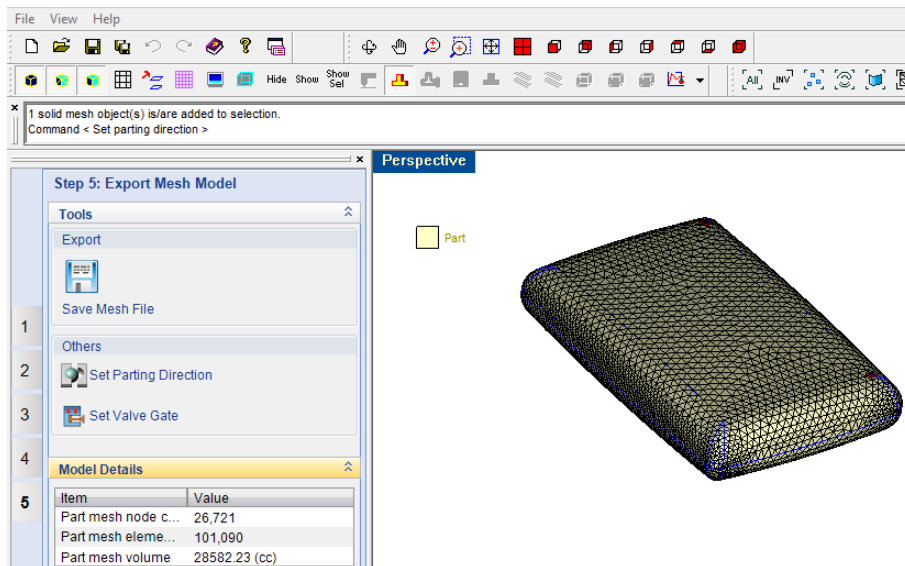 File View Help
Hide Show Show Sel
All INV
1 solid mesh object(s) is/are added to selection.
Command < Set parting direction >
Perspective
Step 5: Export Mesh Model
Tools
Export
Save Mesh File
Others
Set Parting Direction
Set Valve Gate
Model Details
Item Value
Part mesh node c... 26,721
Part mesh eleme... 101,090
Part mesh volume 28582.23 (cc)
1
2
3
4
5
Part